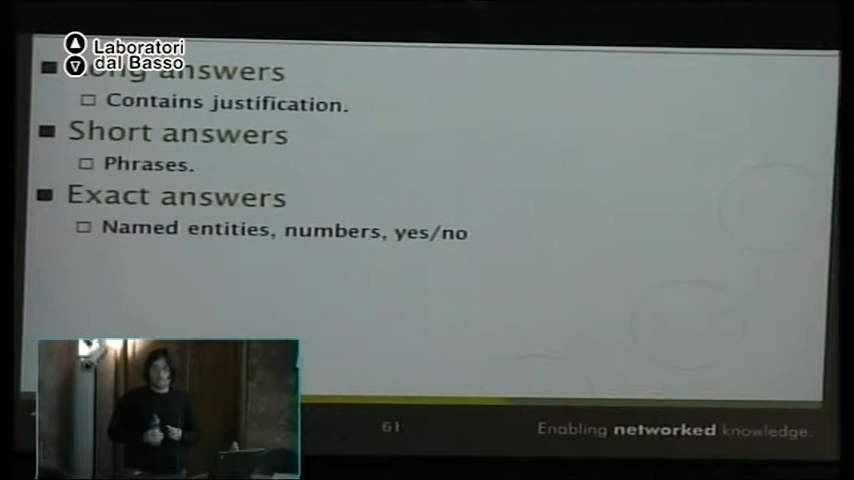 Laboratori
dal Basso
Long answers
Contains justification.
Short answers
Phrases.
Exact answers
Named entities, numbers, yes/no
61
Enabling networked knowledge.